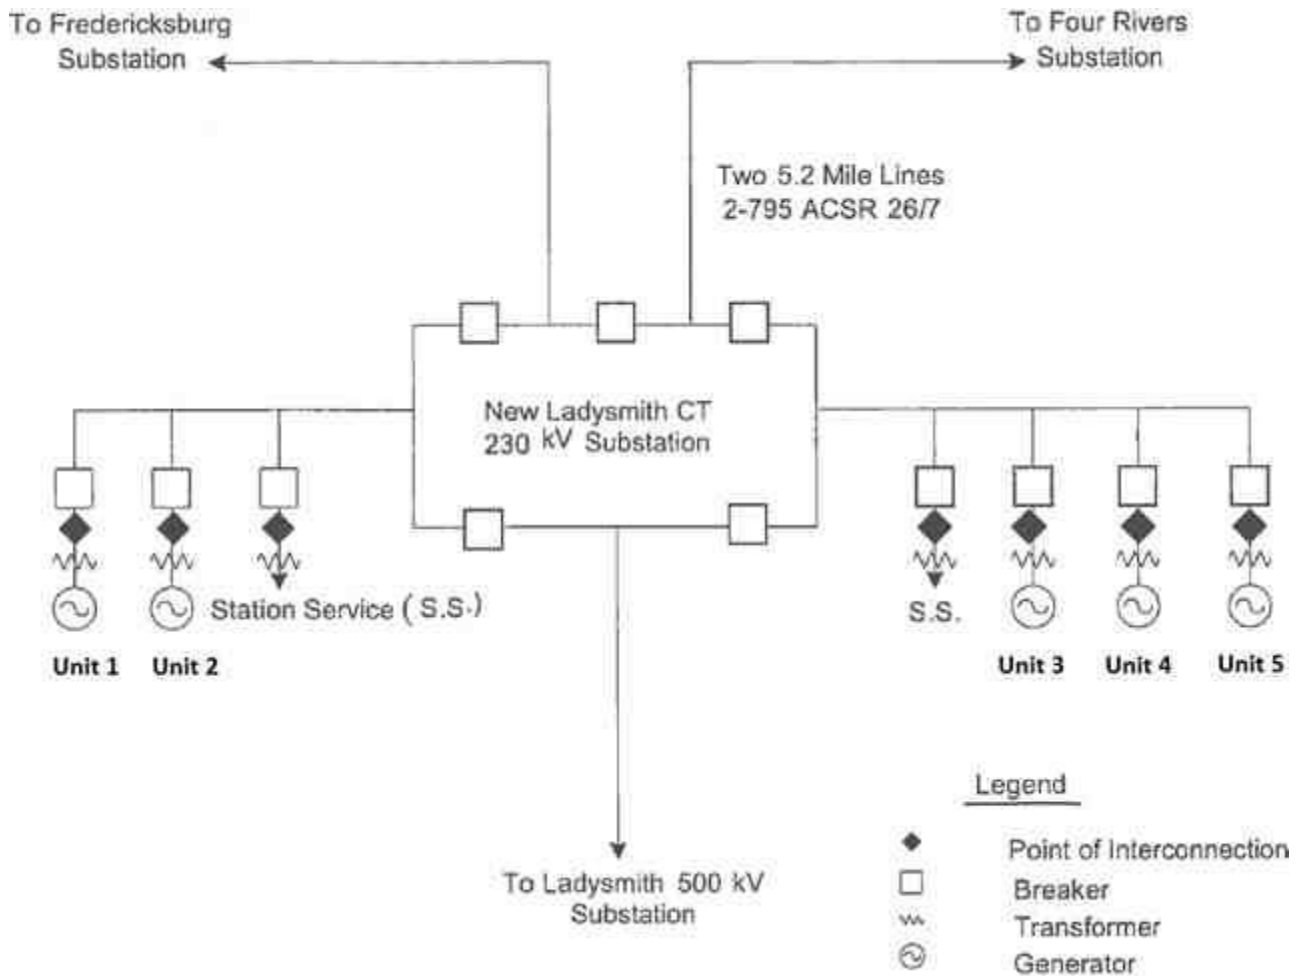 To Fredericksburg
Substation
To Four Rivers
Substation
Two 5.2 Mile Lines
2-795 ACSR 26/7
New Ladysmith CT
230 kV Substation
Station Service ( S.S.)
S.S.
Unit 1
Unit 2
Unit 3
Unit 4
Unit 5
To Ladysmith 500 kV
Substation
Legend
Point of Interconnection
Breaker
Transformer
Generator